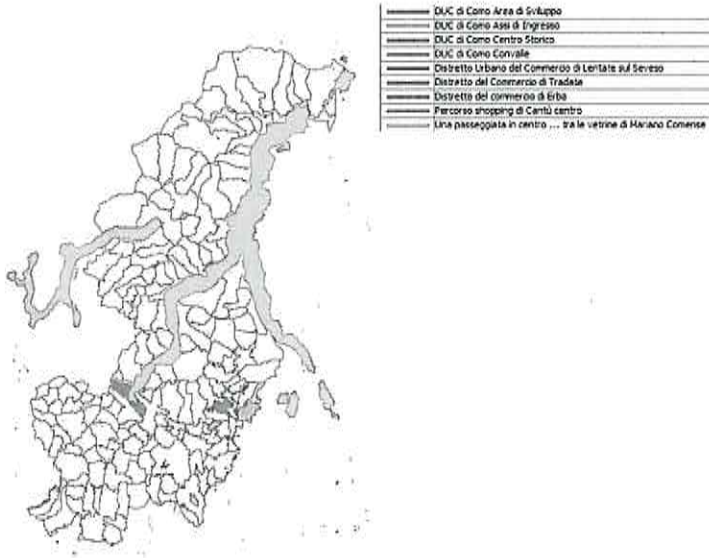 DUC di Como Area di Sviluppo
DUC di Como Assi di Ingresso
DUC di Como Centro Storico
DUC di Como Convalle
Distretto Urbano del Commercio di Lentate sul Seveso
Distretto del Commercio di Tradate
Distretto del commercio di Erba
Percorso shopping di Cantù centro
Una passeggiata in centro ... tra le vetrine di Mariano Comense